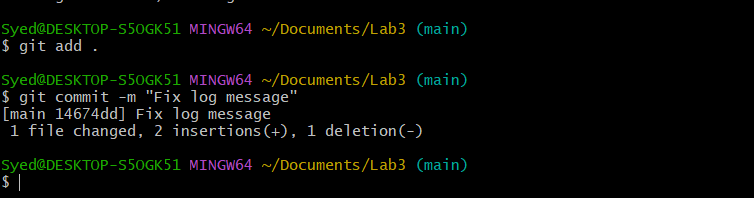 Syed@DESKTOP-S5OGK51 MINGW64 ~/Documents/Lab3 (main)
$ git add .
Syed@DESKTOP-S5OGK51 MINGW64 ~/Documents/Lab3 (main)
$ git commit -m "Fix log message"
[main 14674dd] Fix log message
 1 file changed, 2 insertions(+), 1 deletion(-)
Syed@DESKTOP-S5OGK51 MINGW64 ~/Documents/Lab3 (main)
$